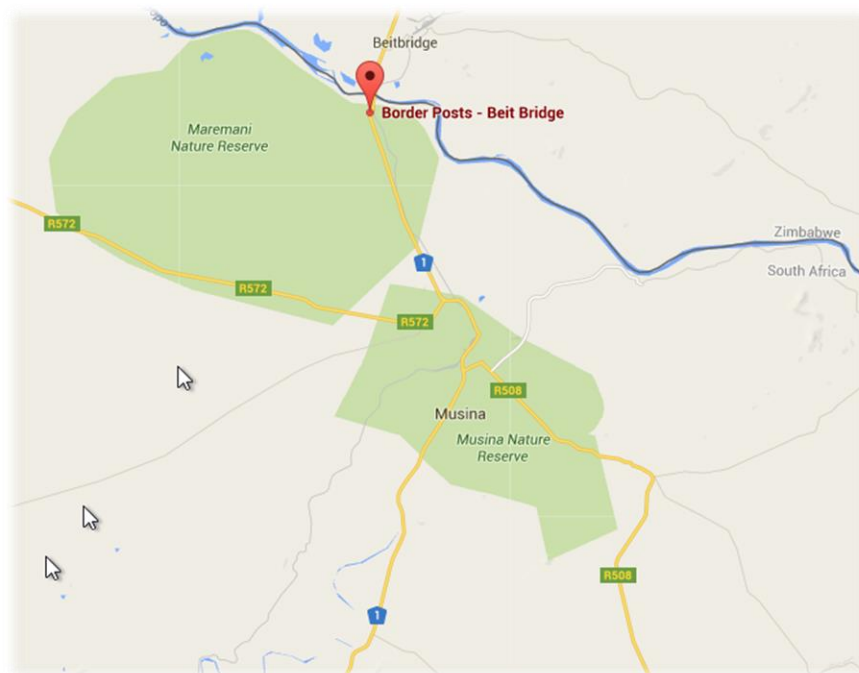 Beitbridge
Border Posts - Beit Bridge
Maremani
Nature Reserve
R572
Zimbabwe
South Africa
1
R572
R572
R508
Musina
Musina Nature
Reserve
R508
1